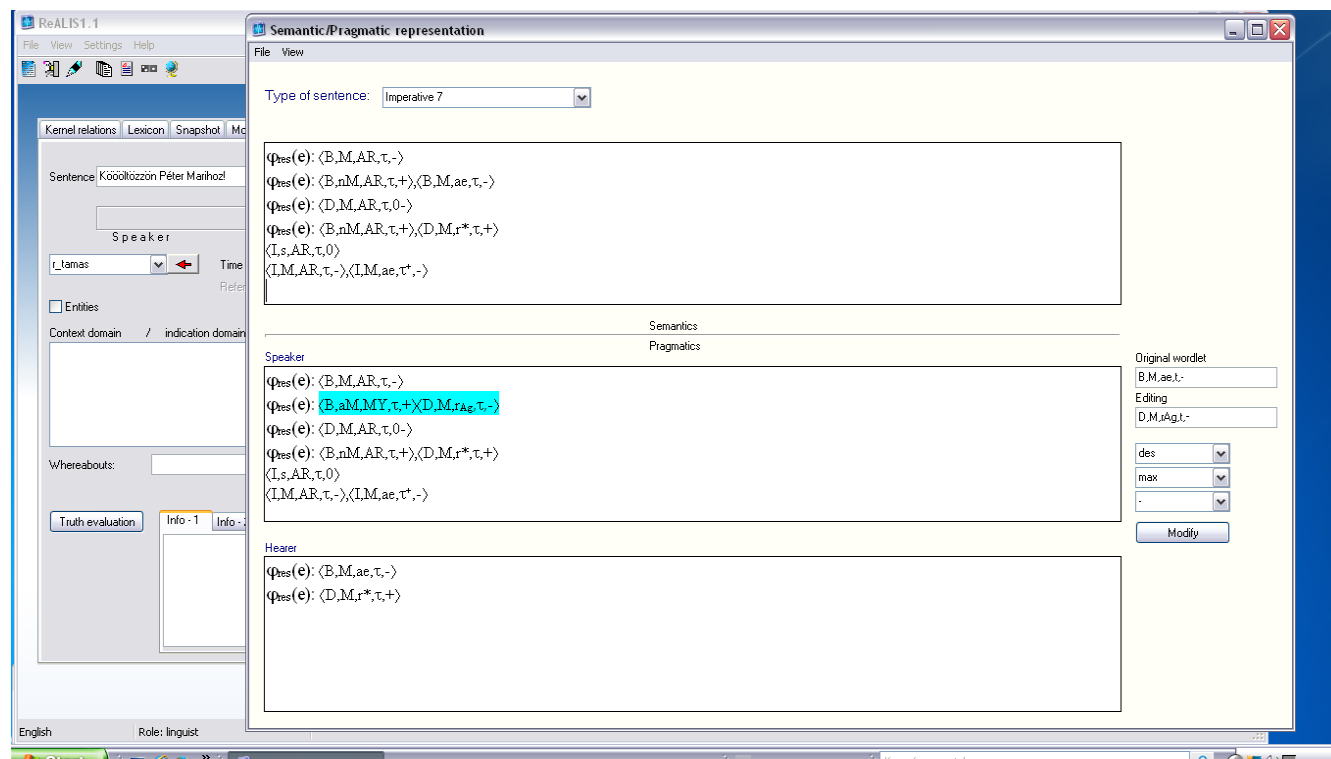 ReALIS1.1
File View Settings Help
Kernel relations Lexicon Snapshot
Sentence Köööltözzön Péter Marihoz!
Speaker
r_tamas Time
Refer
Entities
Context domain / indication domain
Whereabouts:
Truth evaluation Info - 1 Info -
English Role: linguist
Semantic/Pragmatic representation
File View
Type of sentence: Imperative 7
φres(e): ⟨B,M,AR,τ,-⟩
φres(e): ⟨B,nM,AR,τ,+⟩,⟨B,M,ae,τ,-⟩
φres(e): ⟨D,M,AR,τ,0-⟩
φres(e): ⟨B,nM,AR,τ,+⟩,⟨D,M,r*,τ,+⟩
⟨I,s,AR,τ,0⟩
⟨I,M,AR,τ,-⟩,⟨I,M,ae,τ⁺,-⟩
Semantics
Pragmatics
Speaker
φres(e): ⟨B,M,AR,τ,-⟩
φres(e): ⟨B,aM,MY,τ,+⟩⟨D,M,rAg,τ,-⟩
φres(e): ⟨D,M,AR,τ,0-⟩
φres(e): ⟨B,nM,AR,τ,+⟩,⟨D,M,r*,τ,+⟩
⟨I,s,AR,τ,0⟩
⟨I,M,AR,τ,-⟩,⟨I,M,ae,τ⁺,-⟩
Hearer
φres(e): ⟨B,M,ae,τ,-⟩
φres(e): ⟨D,M,r*,τ,+⟩
Original wordlet
B,M,ae,t,-
Editing
D,M,rAg,t,-
des
max
-
Modify